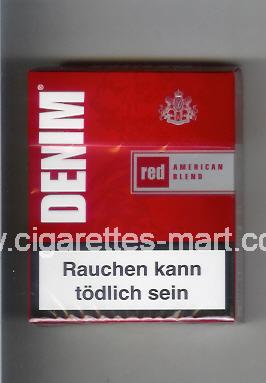 DENIM®
red AMERICAN
BLEND
www.cigarettes-mart.com
Rauchen kann
tödlich sein